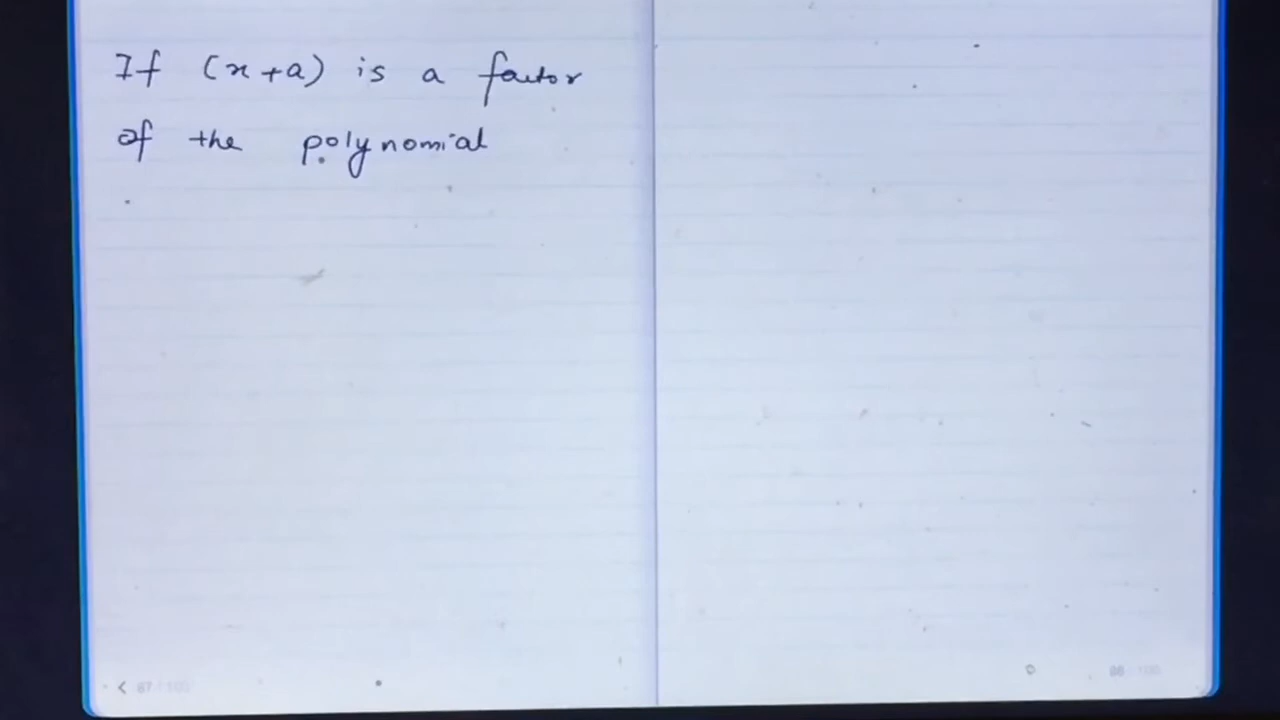 If (x+a) is a factor
of the polynomial